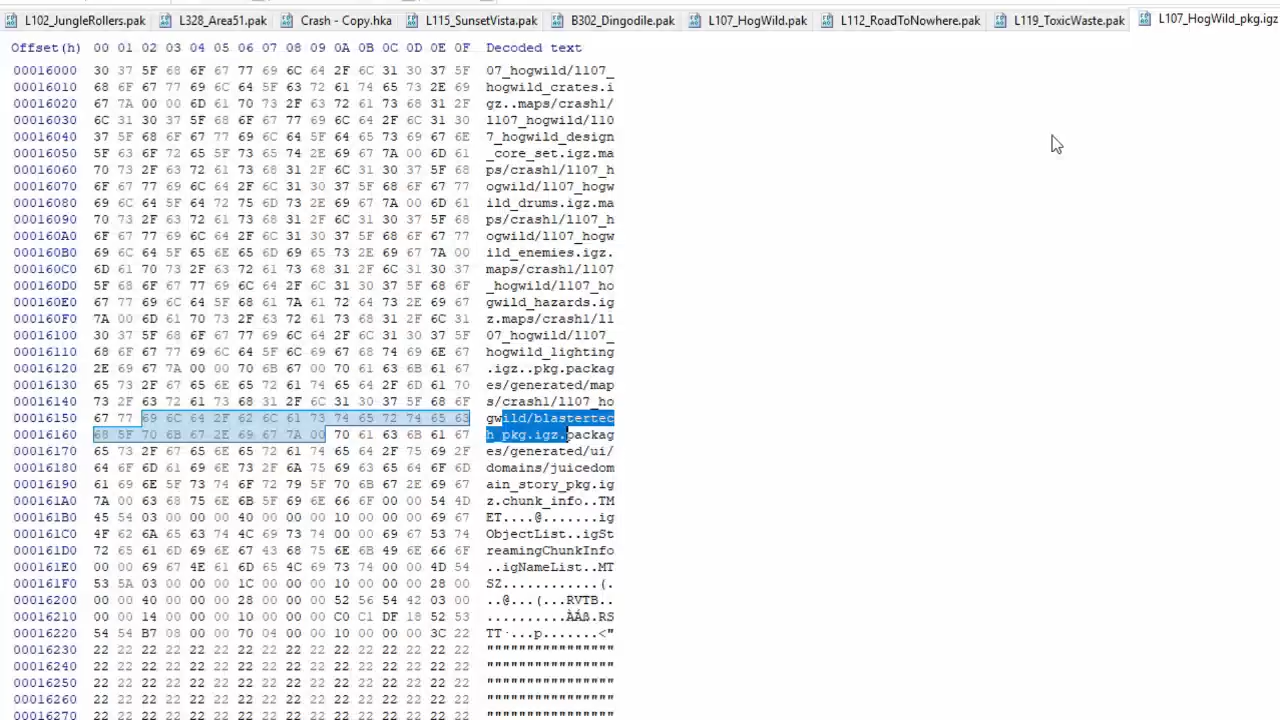 L102_JungleRollers.pak L328_Area51.pak Crash - Copy.hka L115_SunsetVista.pak B302_Dingodile.pak L107_HogWild.pak L112_RoadToNowhere.pak L119_ToxicWaste.pak L107_HogWild_pkg.igz
Offset(h) 00 01 02 03 04 05 06 07 08 09 0A 0B 0C 0D 0E 0F Decoded text
00016000 30 37 5F 68 6F 67 77 69 6C 64 2F 6C 31 30 37 5F 07_hogwild/l107_
00016010 68 6F 67 77 69 6C 64 5F 63 72 61 74 65 73 2E 69 hogwild_crates.i
00016020 67 7A 00 00 6D 61 70 73 2F 63 72 61 73 68 31 2F gz..maps/crash1/
00016030 6C 31 30 37 5F 68 6F 67 77 69 6C 64 2F 6C 31 30 l107_hogwild/l10
00016040 37 5F 68 6F 67 77 69 6C 64 5F 64 65 73 69 67 6E 7_hogwild_design
00016050 5F 63 6F 72 65 5F 73 65 74 2E 69 67 7A 00 6D 61 _core_set.igz.ma
00016060 70 73 2F 63 72 61 73 68 31 2F 6C 31 30 37 5F 68 ps/crash1/l107_h
00016070 6F 67 77 69 6C 64 2F 6C 31 30 37 5F 68 6F 67 77 ogwild/l107_hogw
00016080 69 6C 64 5F 64 72 75 6D 73 2E 69 67 7A 00 6D 61 ild_drums.igz.ma
00016090 70 73 2F 63 72 61 73 68 31 2F 6C 31 30 37 5F 68 ps/crash1/l107_h
000160A0 6F 67 77 69 6C 64 2F 6C 31 30 37 5F 68 6F 67 77 ogwild/l107_hogw
000160B0 69 6C 64 5F 65 6E 65 6D 69 65 73 2E 69 67 7A 00 ild_enemies.igz.
000160C0 6D 61 70 73 2F 63 72 61 73 68 31 2F 6C 31 30 37 maps/crash1/l107
000160D0 5F 68 6F 67 77 69 6C 64 2F 6C 31 30 37 5F 68 6F _hogwild/l107_ho
000160E0 67 77 69 6C 64 5F 68 61 7A 61 72 64 73 2E 69 67 gwild_hazards.ig
000160F0 7A 00 6D 61 70 73 2F 63 72 61 73 68 31 2F 6C 31 z.maps/crash1/l1
00016100 30 37 5F 68 6F 67 77 69 6C 64 2F 6C 31 30 37 5F 07_hogwild/l107_
00016110 68 6F 67 77 69 6C 64 5F 6C 69 67 68 74 69 6E 67 hogwild_lighting
00016120 2E 69 67 7A 00 00 70 6B 67 00 70 61 63 6B 61 67 .igz..pkg.packag
00016130 65 73 2F 67 65 6E 65 72 61 74 65 64 2F 6D 61 70 es/generated/map
00016140 73 2F 63 72 61 73 68 31 2F 6C 31 30 37 5F 68 6F s/crash1/l107_ho
00016150 67 77 69 6C 64 2F 62 6C 61 73 74 65 72 74 65 63 gwild/blastertec
00016160 68 5F 70 6B 67 2E 69 67 7A 00 70 61 63 6B 61 67 h_pkg.igz.packag
00016170 65 73 2F 67 65 6E 65 72 61 74 65 64 2F 75 69 2F es/generated/ui/
00016180 64 6F 6D 61 69 6E 73 2F 6A 75 69 63 65 64 6F 6D domains/juicedom
00016190 61 69 6E 5F 73 74 6F 72 79 5F 70 6B 67 2E 69 67 ain_story_pkg.ig
000161A0 7A 00 63 68 75 6E 6B 5F 69 6E 66 6F 00 00 54 4D z.chunk_info..TM
000161B0 45 54 03 00 00 00 40 00 00 00 10 00 00 00 69 67 ET....@.......ig
000161C0 4F 62 6A 65 63 74 4C 69 73 74 00 00 69 67 53 74 ObjectList..igSt
000161D0 72 65 61 6D 69 6E 67 43 68 75 6E 6B 49 6E 66 6F reamingChunkInfo
000161E0 00 00 69 67 4E 61 6D 65 4C 69 73 74 00 00 4D 54 ..igNameList..MT
000161F0 53 5A 03 00 00 00 1C 00 00 00 10 00 00 00 28 00 SZ............(.
00016200 00 00 40 00 00 00 28 00 00 00 52 56 54 42 03 00 ..@...(...RVTB..
00016210 00 00 14 00 00 00 10 00 00 00 C0 C1 DF 18 52 53 ..........ÀÁß.RS
00016220 54 54 B7 08 00 00 70 04 00 00 10 00 00 00 3C 22 TT·...p.......<"
00016230 22 22 22 22 22 22 22 22 22 22 22 22 22 22 22 22 """"""""""""""""
00016240 22 22 22 22 22 22 22 22 22 22 22 22 22 22 22 22 """"""""""""""""
00016250 22 22 22 22 22 22 22 22 22 22 22 22 22 22 22 22 """"""""""""""""
00016260 22 22 22 22 22 22 22 22 22 22 22 22 22 22 22 22 """"""""""""""""
00016270 22 22 22 22 22 22 22 22 22 22 22 22 22 22 22 22 """"""""""""""""